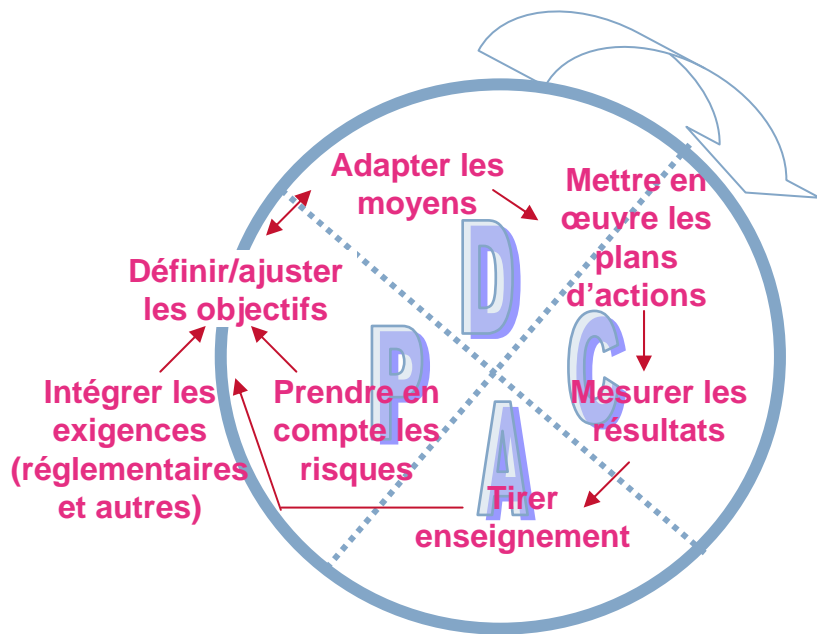 Adapter les
moyens
Mettre en
œuvre les
plans
d’actions
Définir/ajuster
les objectifs
D
P
C
A
Intégrer les
exigences
(réglementaires
et autres)
Prendre en
compte les
risques
Mesurer les
résultats
Tirer
enseignement